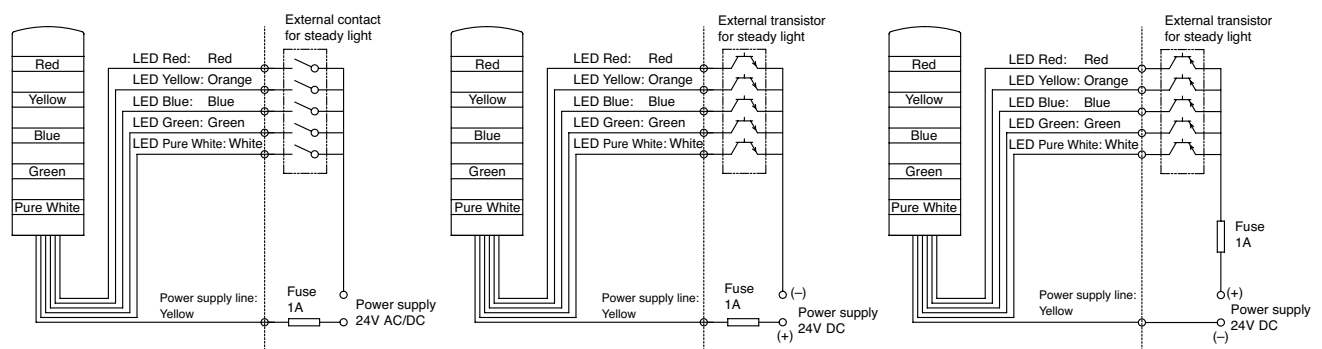 External contact
for steady light
Red
Yellow
Blue
Green
Pure White
LED Red: Red
LED Yellow: Orange
LED Blue: Blue
LED Green: Green
LED Pure White: White
Power supply line:
Yellow
Fuse
1A
Power supply
24V AC/DC
External transistor
for steady light
Red
Yellow
Blue
Green
Pure White
LED Red: Red
LED Yellow: Orange
LED Blue: Blue
LED Green: Green
LED Pure White: White
Power supply line:
Yellow
Fuse
1A
(−)
Power supply
24V DC
(+)
External transistor
for steady light
Red
Yellow
Blue
Green
Pure White
LED Red: Red
LED Yellow: Orange
LED Blue: Blue
LED Green: Green
LED Pure White: White
Fuse
1A
Power supply line:
Yellow
(+)
Power supply
24V DC
(−)